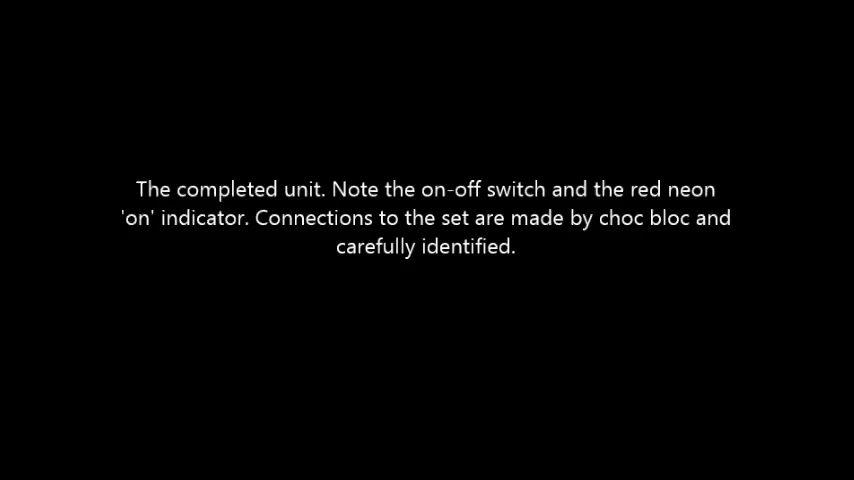 The completed unit. Note the on-off switch and the red neon
'on' indicator. Connections to the set are made by choc bloc and
carefully identified.